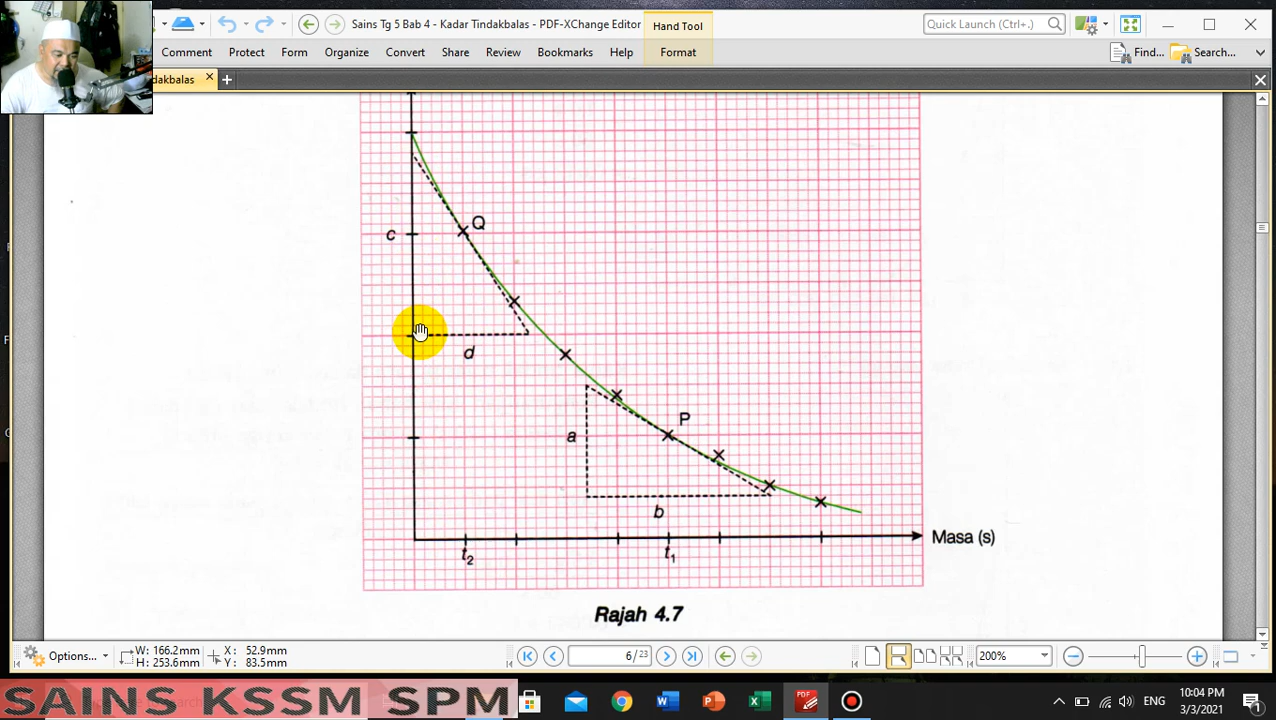 Sains Tg 5 Bab 4 - Kadar Tindakbalas - PDF-XChange Editor
Hand Tool
Quick Launch (Ctrl+.)
Comment Protect Form Organize Convert Share Review Bookmarks Help Format Find... Search...
dakbalas
Q
c
d
P
a
b
Masa (s)
t₂ t₁
Rajah 4.7
Options...
W: 166.2mm
H: 253.6mm
X: 52.9mm
Y: 83.5mm
6 / 23
200%
SAINS KSSM SPM
ENG
10:04 PM
3/3/2021
1